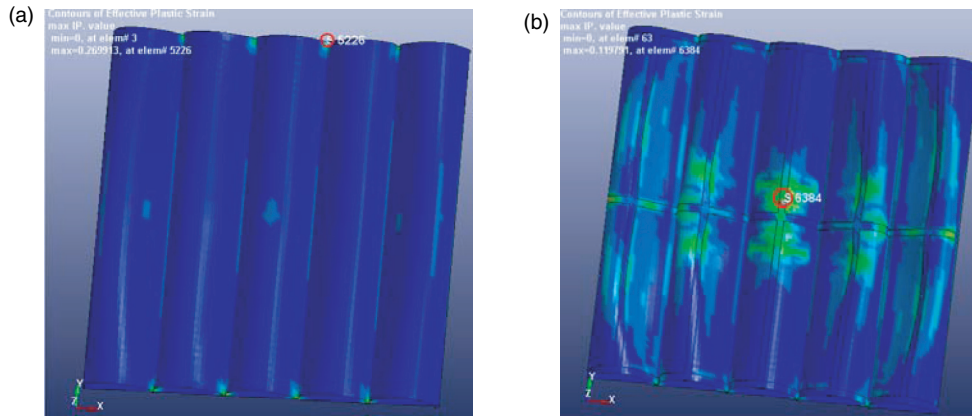 (a)
Contours of Effective Plastic Strain
max IP. value
min=0, at elem# 3
max=0.269913, at elem# 5226
S 5226
Y
Z X
(b)
Contours of Effective Plastic Strain
max IP. value
min=0, at elem# 63
max=0.119791, at elem# 6384
S 6384
Y
Z X